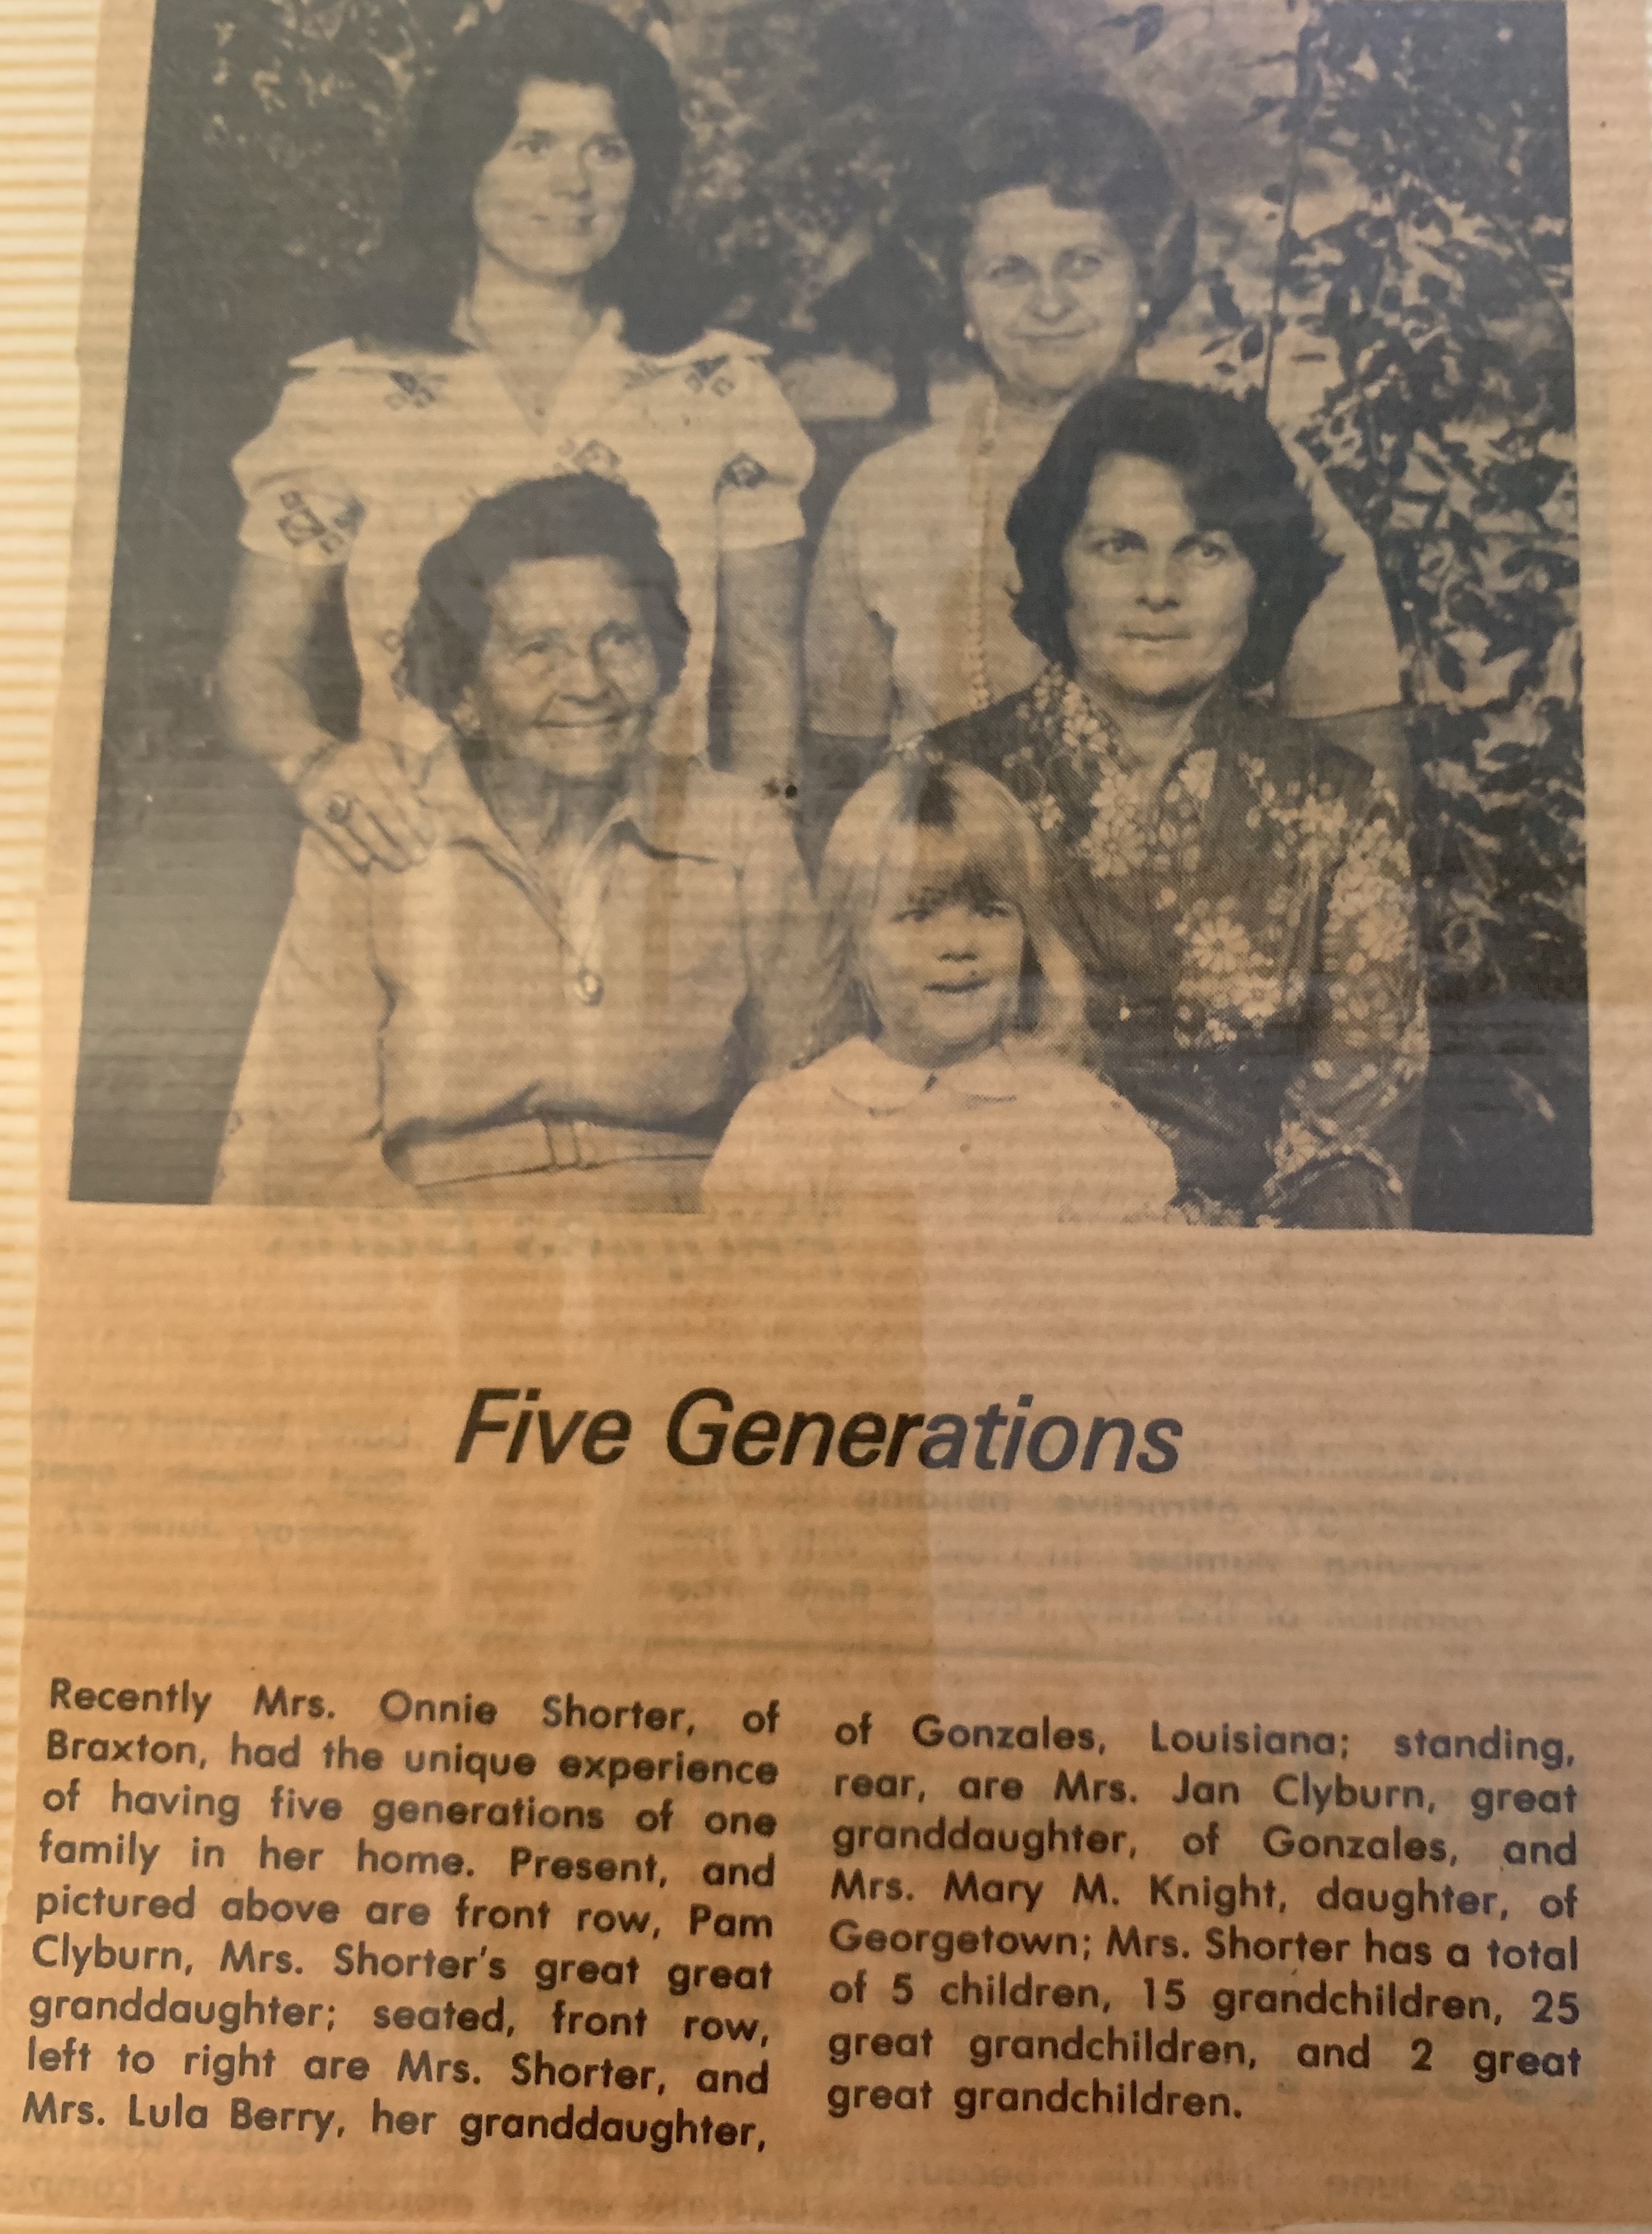 Five Generations
Recently Mrs. Onnie Shorter, of
Braxton, had the unique experience
of having five generations of one
family in her home. Present, and
pictured above are front row, Pam
Clyburn, Mrs. Shorter's great great
granddaughter; seated, front row,
left to right are Mrs. Shorter, and
Mrs. Lula Berry, her granddaughter,
of Gonzales, Louisiana; standing,
rear, are Mrs. Jan Clyburn, great
granddaughter, of Gonzales, and
Mrs. Mary M. Knight, daughter, of
Georgetown; Mrs. Shorter has a total
of 5 children, 15 grandchildren, 25
great grandchildren, and 2 great
great grandchildren.